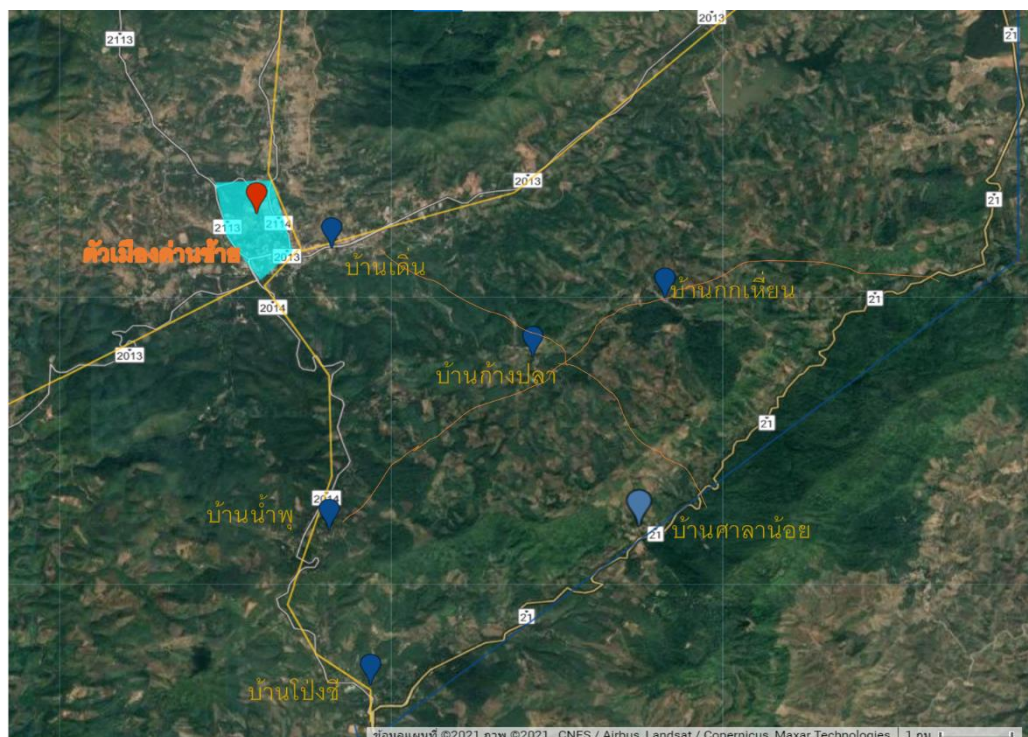 2013
2113
21
2013
21
2113
2114
ตัวเมืองด่านซ้าย
2013
บ้านเดิ่น
บ้านกกเหี่ยน
2014
21
2013
บ้านก้างปลา
21
2014
บ้านน้ำพุ
บ้านศาลาน้อย
21
21
บ้านโป่งชี
ข้อมูลแผนที่ ©2021 ภาพ ©2021 , CNES / Airbus, Landsat / Copernicus, Maxar Technologies 1 กม.